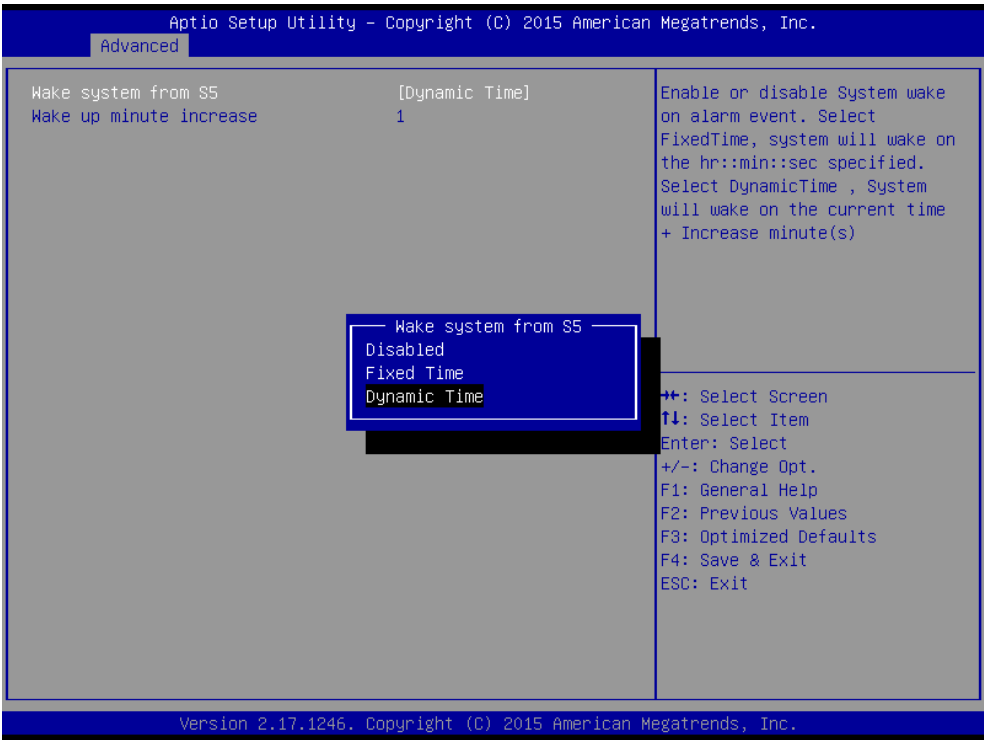 Aptio Setup Utility – Copyright (C) 2015 American Megatrends, Inc.
Advanced
Wake system from S5 [Dynamic Time]
Wake up minute increase 1
Enable or disable System wake
on alarm event. Select
FixedTime, system will wake on
the hr::min::sec specified.
Select DynamicTime , System
will wake on the current time
+ Increase minute(s)
Wake system from S5
Disabled
Fixed Time
Dynamic Time
→←: Select Screen
↑↓: Select Item
Enter: Select
+/-: Change Opt.
F1: General Help
F2: Previous Values
F3: Optimized Defaults
F4: Save & Exit
ESC: Exit
Version 2.17.1246. Copyright (C) 2015 American Megatrends, Inc.